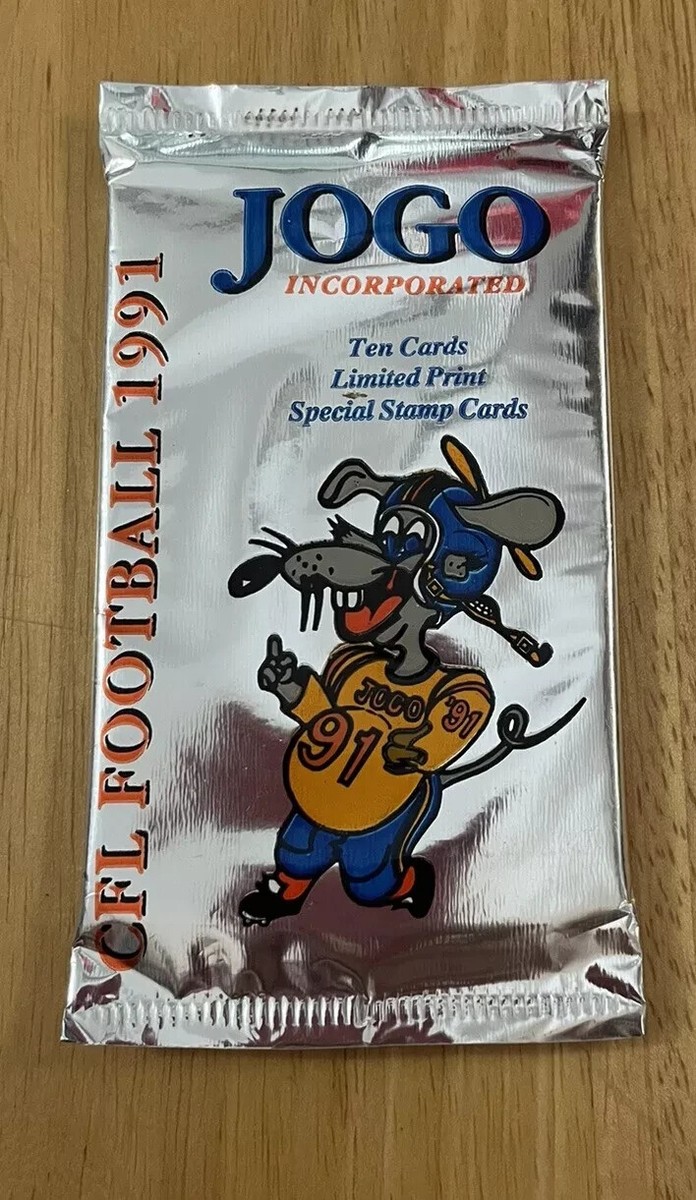 JOGO
INCORPORATED
Ten Cards
Limited Print
Special Stamp Cards
CFL FOOTBALL 1991
JOGO
'91
91